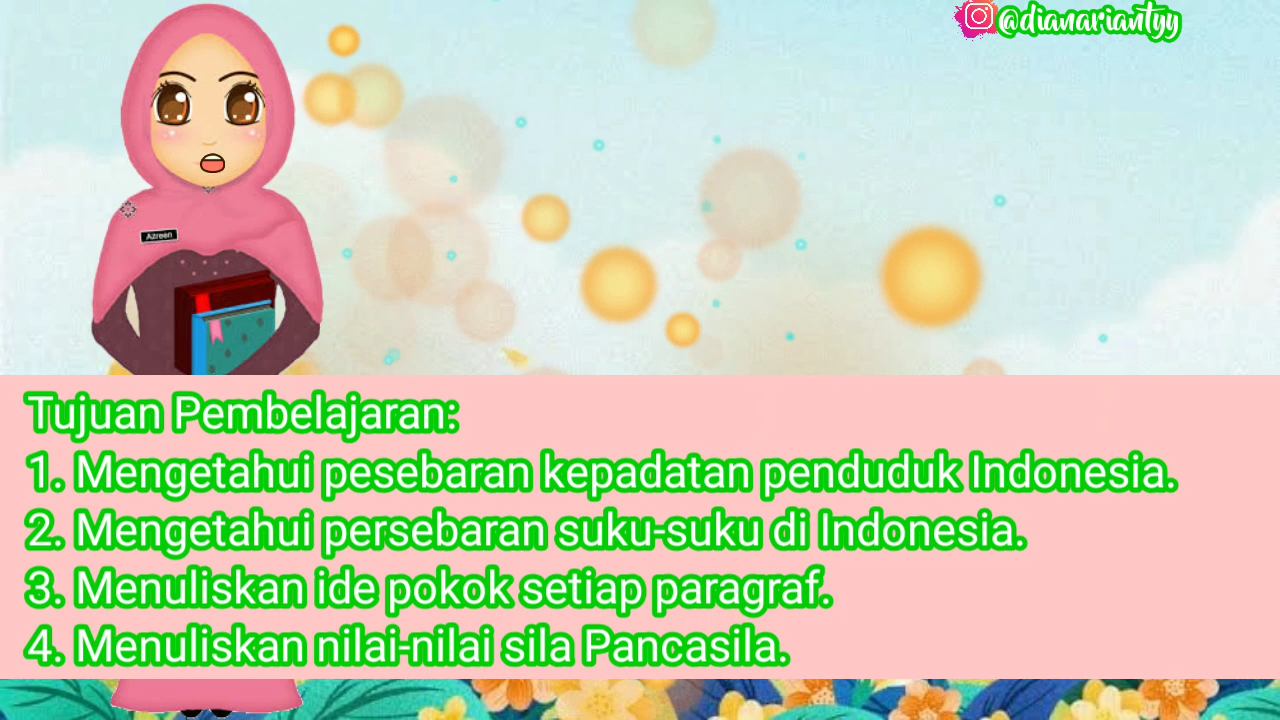 @dianariantyy
Azreen
Tujuan Pembelajaran:
1. Mengetahui pesebaran kepadatan penduduk Indonesia.
2. Mengetahui persebaran suku-suku di Indonesia.
3. Menuliskan ide pokok setiap paragraf.
4. Menuliskan nilai-nilai sila Pancasila.